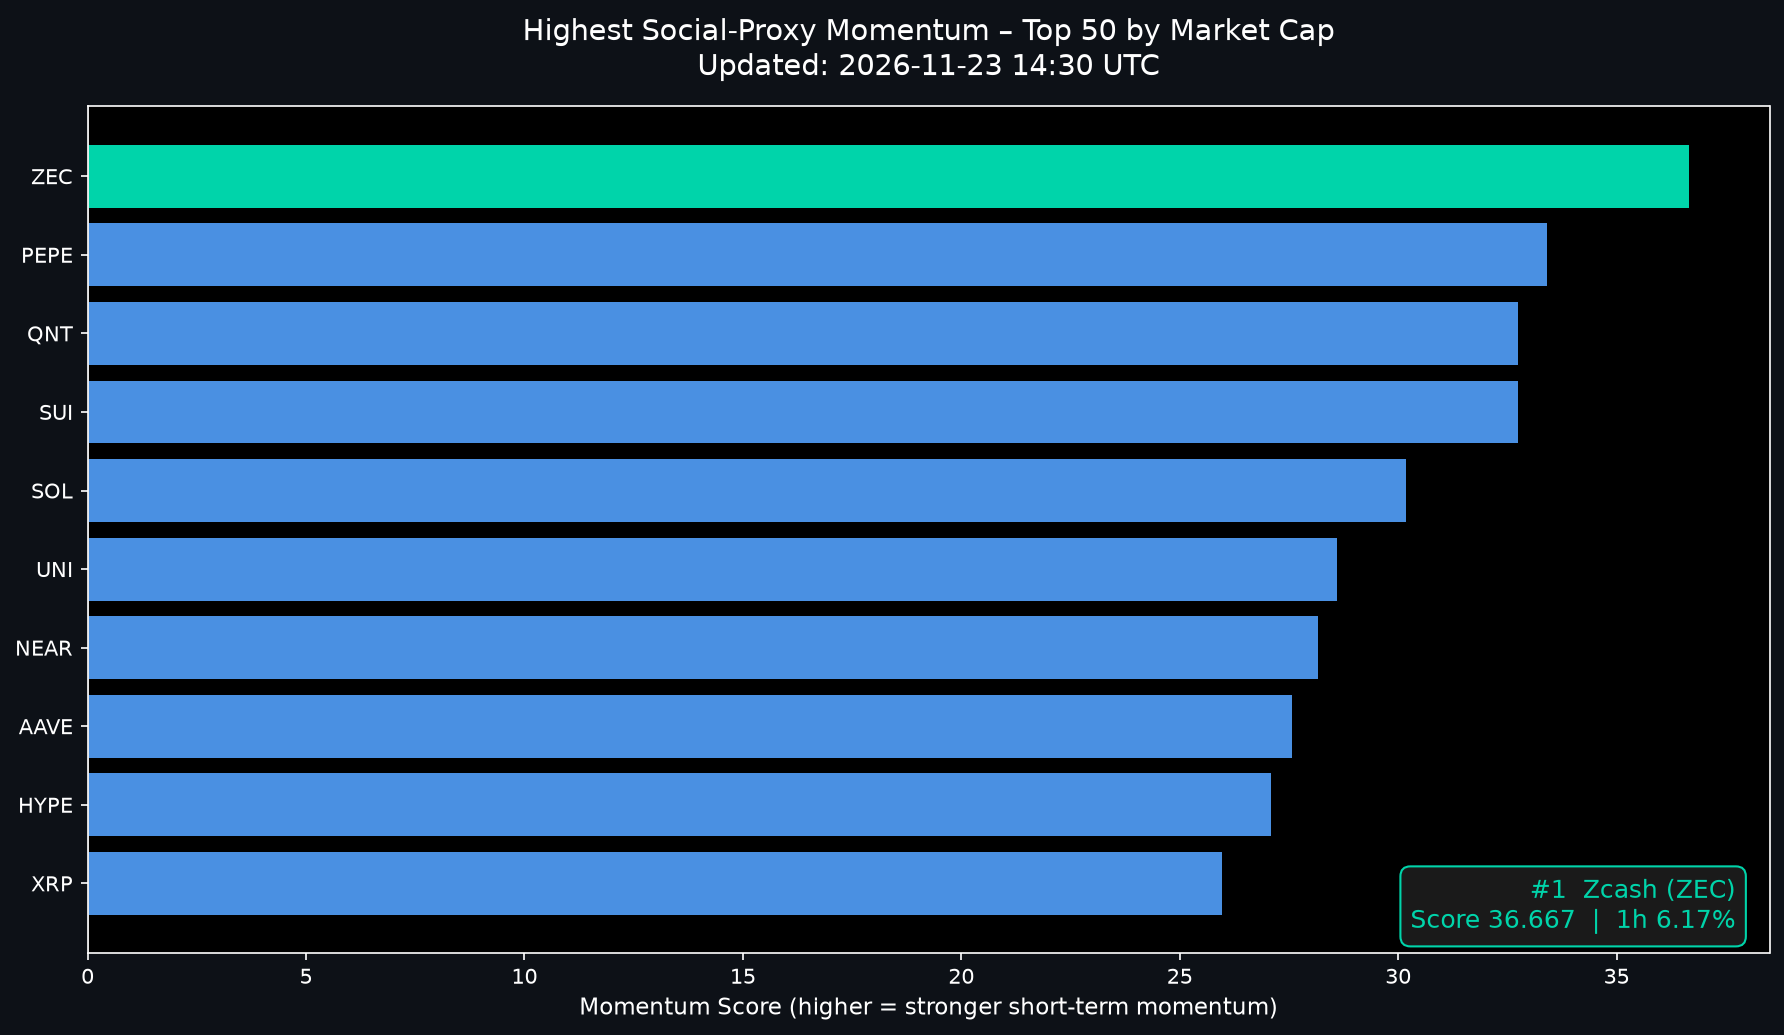 Highest Social-Proxy Momentum – Top 50 by Market Cap
Updated: 2026-11-23 14:30 UTC
ZEC
PEPE
QNT
SUI
SOL
UNI
NEAR
AAVE
HYPE
XRP
#1  Zcash (ZEC)
Score 36.667  |  1h 6.17%
0 5 10 15 20 25 30 35
Momentum Score (higher = stronger short-term momentum)